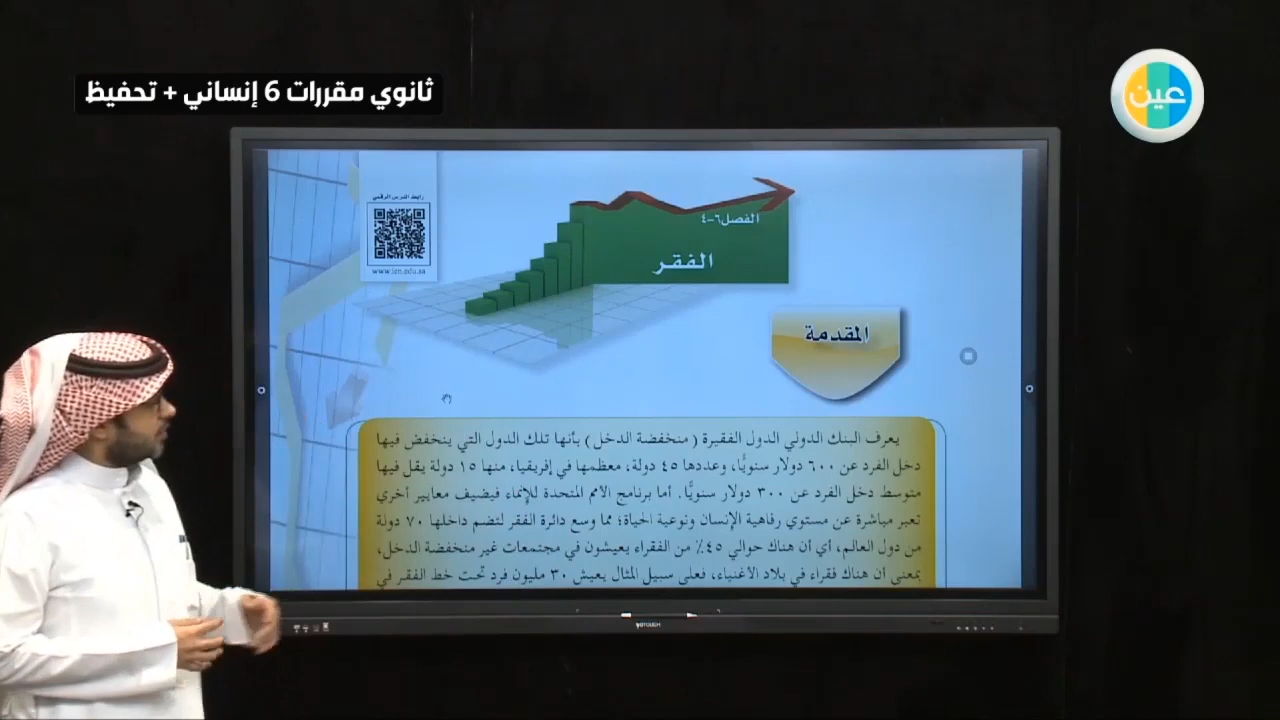 ثانوي مقررات 6 إنساني + تحفيظ
عين
رابط الدرس الرقمي
www.ien.edu.sa
الفصل ٦-٤
الفقر
المقدمة
يعرف البنك الدولي الدول الفقيرة (منخفضة الدخل) بأنها تلك الدول التي ينخفض فيها
دخل الفرد عن ٦٠٠ دولار سنويًّا، وعددها ٤٥ دولة، معظمها في إفريقيا، منها ١٥ دولة يقل فيها
متوسط دخل الفرد عن ٣٠٠ دولار سنويًّا. أما برنامج الأمم المتحدة للإنماء فيضيف معايير أخري
تعبر مباشرة عن مستوي رفاهية الإنسان ونوعية الحياة؛ مما وسع دائرة الفقر لتضم داخلها ٧٠ دولة
من دول العالم، أي أن هناك حوالي ٤٥٪ من الفقراء يعيشون في مجتمعات غير منخفضة الدخل،
بمعنى أن هناك فقراء في بلاد الأغنياء، فعلى سبيل المثال يعيش ٣٠ مليون فرد تحت خط الفقر في